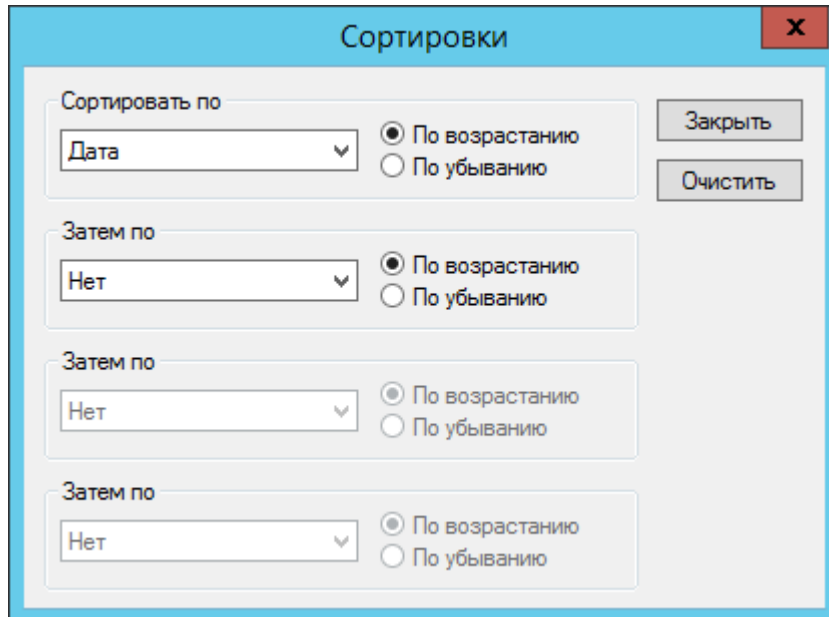 Сортировки
Сортировать по
Дата
По возрастанию
По убыванию
Закрыть
Очистить
Затем по
Нет
По возрастанию
По убыванию
Затем по
Нет
По возрастанию
По убыванию
Затем по
Нет
По возрастанию
По убыванию